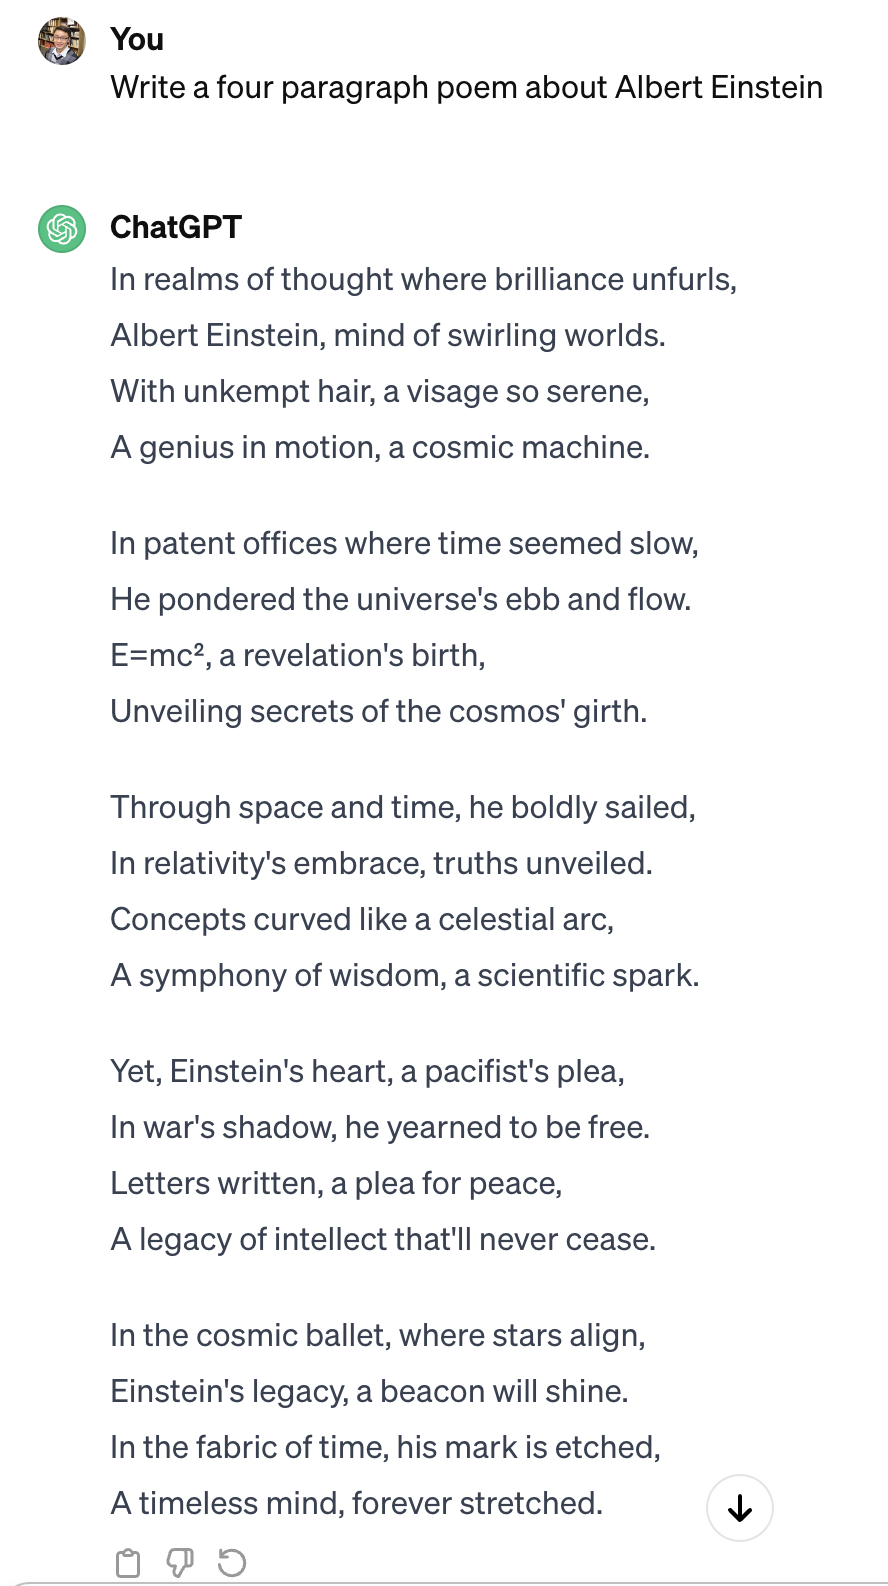 You
Write a four paragraph poem about Albert Einstein
ChatGPT
In realms of thought where brilliance unfurls,
Albert Einstein, mind of swirling worlds.
With unkempt hair, a visage so serene,
A genius in motion, a cosmic machine.
In patent offices where time seemed slow,
He pondered the universe's ebb and flow.
E=mc², a revelation's birth,
Unveiling secrets of the cosmos' girth.
Through space and time, he boldly sailed,
In relativity's embrace, truths unveiled.
Concepts curved like a celestial arc,
A symphony of wisdom, a scientific spark.
Yet, Einstein's heart, a pacifist's plea,
In war's shadow, he yearned to be free.
Letters written, a plea for peace,
A legacy of intellect that'll never cease.
In the cosmic ballet, where stars align,
Einstein's legacy, a beacon will shine.
In the fabric of time, his mark is etched,
A timeless mind, forever stretched.